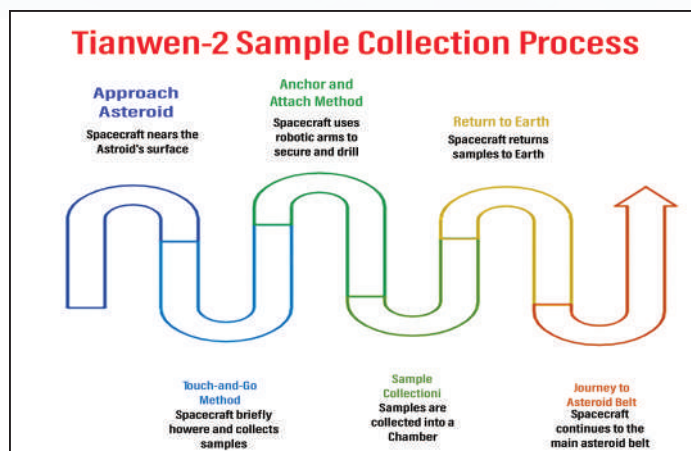 Tianwen-2 Sample Collection Process
Approach
Asteroid
Spacecraft nears the
Astroid's surface
Touch-and-Go
Method
Spacecraft briefly
howere and collects
samples
Anchor and
Attach Method
Spacecraft uses
robotic arms to
secure and drill
Sample
Collectioni
Samples are
collected into a
Chamber
Return to Earth
Spacecraft returns
samples to Earth
Journey to
Asteroid Belt
Spacecraft
continues to the
main asteroid belt